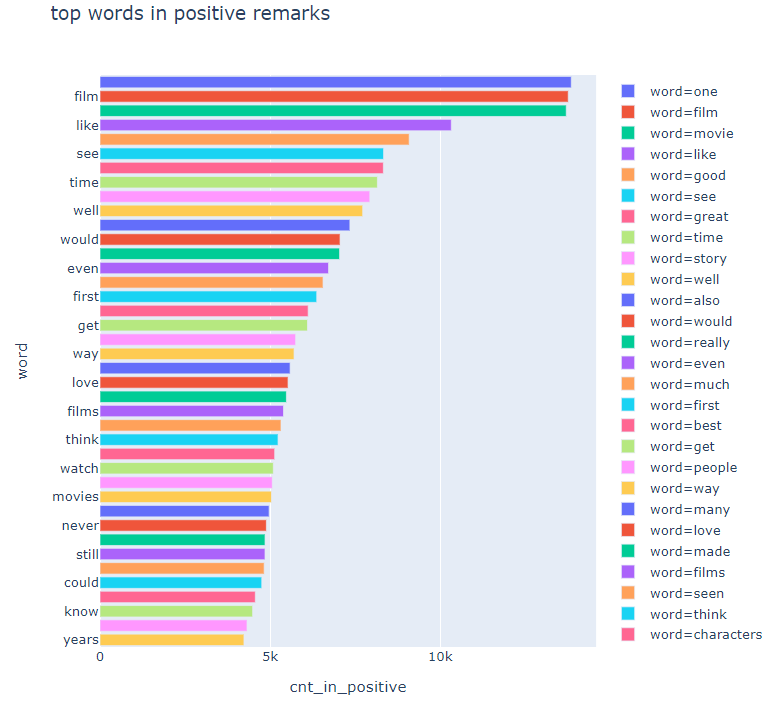 top words in positive remarks
film
like
see
time
well
would
even
first
get
way
love
films
think
watch
movies
never
still
could
know
years
word
0
5k
10k
cnt_in_positive
word=one
word=film
word=movie
word=like
word=good
word=see
word=great
word=time
word=story
word=well
word=also
word=would
word=really
word=even
word=much
word=first
word=best
word=get
word=people
word=way
word=many
word=love
word=made
word=films
word=seen
word=think
word=characters